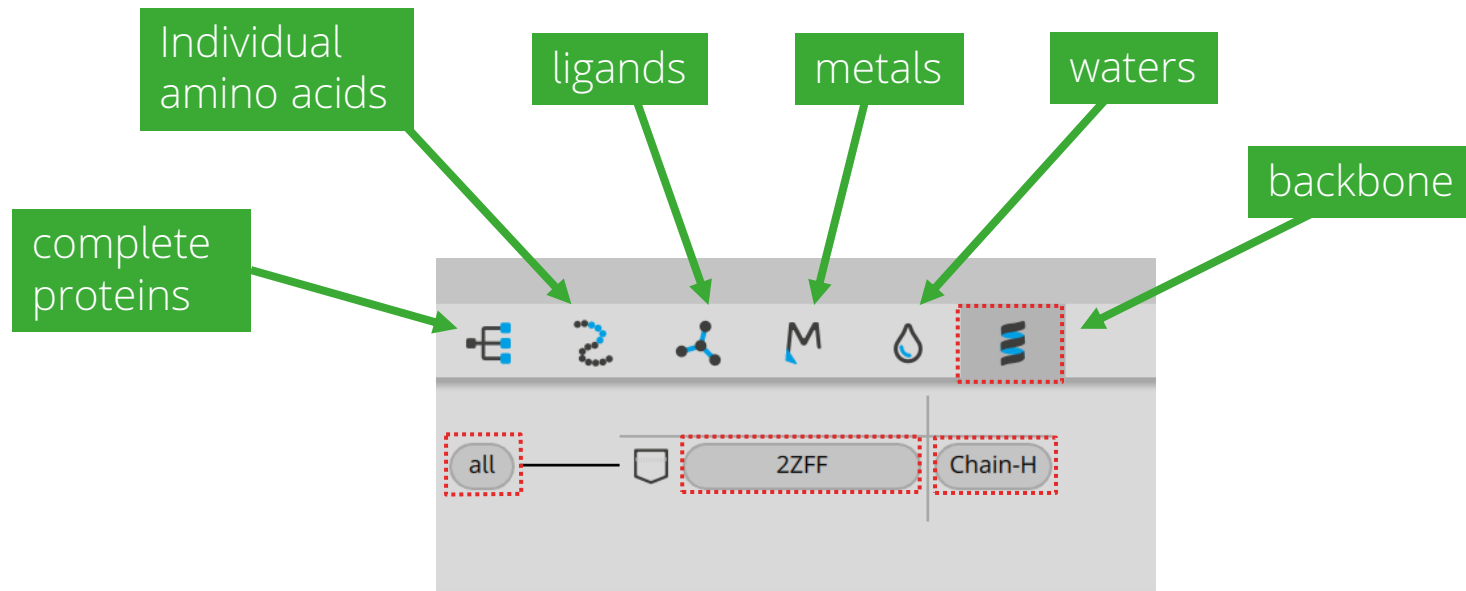 Individual
amino acids
ligands
metals
waters
backbone
complete
proteins
all
2ZFF
Chain-H